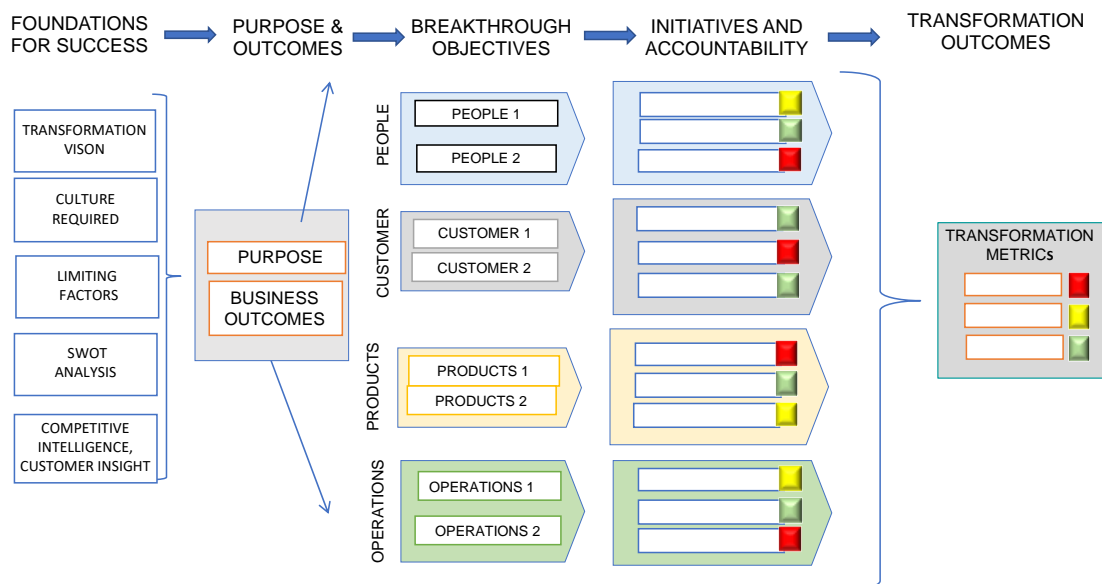 FOUNDATIONS
FOR SUCCESS
PURPOSE &
OUTCOMES
BREAKTHROUGH
OBJECTIVES
INITIATIVES AND
ACCOUNTABILITY
TRANSFORMATION
OUTCOMES
TRANSFORMATION
VISON
CULTURE
REQUIRED
LIMITING
FACTORS
SWOT
ANALYSIS
COMPETITIVE
INTELLIGENCE,
CUSTOMER INSIGHT
PURPOSE
BUSINESS
OUTCOMES
PEOPLE
PEOPLE 1
PEOPLE 2
CUSTOMER
CUSTOMER 1
CUSTOMER 2
PRODUCTS
PRODUCTS 1
PRODUCTS 2
OPERATIONS
OPERATIONS 1
OPERATIONS 2
TRANSFORMATION
METRICs